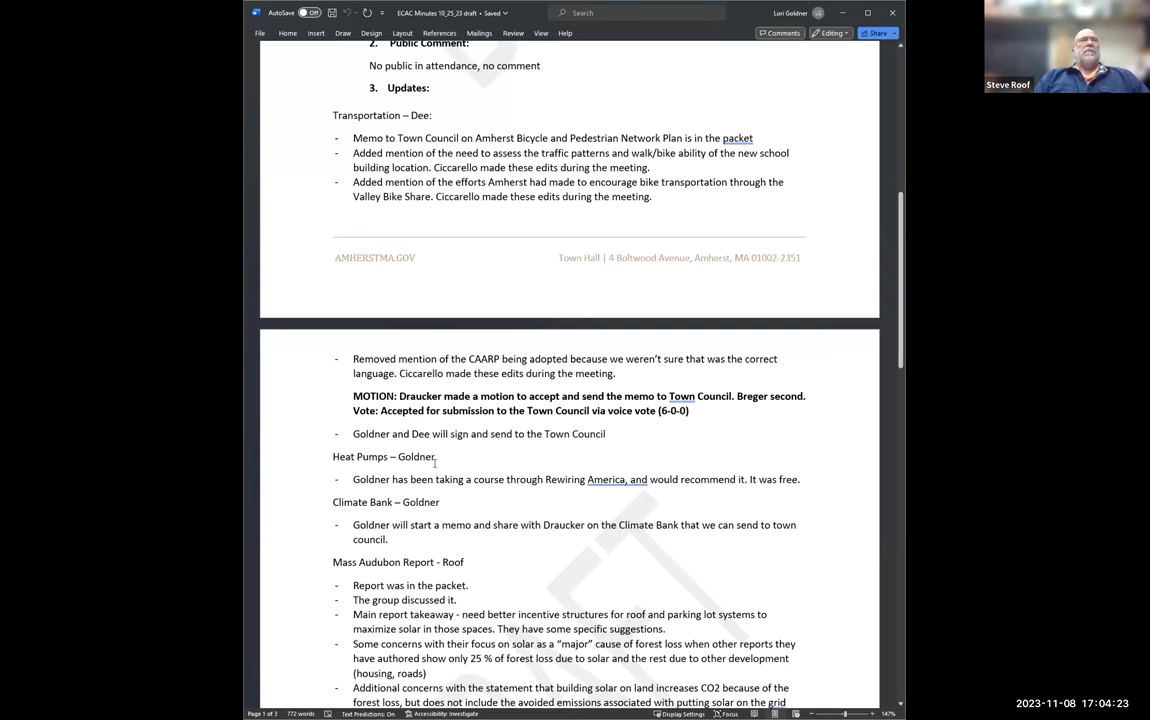 AutoSave Off
ECAC Minutes 10_25_23 draft • Saved
Search
Lori Goldner LG
File Home Insert Draw Design Layout References Mailings Review View Help
Comments Editing Share
Steve Roof
2. Public Comment:
No public in attendance, no comment
3. Updates:
Transportation – Dee:
- Memo to Town Council on Amherst Bicycle and Pedestrian Network Plan is in the packet
- Added mention of the need to assess the traffic patterns and walk/bike ability of the new school
building location. Ciccarello made these edits during the meeting.
- Added mention of the efforts Amherst had made to encourage bike transportation through the
Valley Bike Share. Ciccarello made these edits during the meeting.
AMHERSTMA.GOV Town Hall | 4 Boltwood Avenue, Amherst, MA 01002-2351
- Removed mention of the CAARP being adopted because we weren't sure that was the correct
language. Ciccarello made these edits during the meeting.
MOTION: Draucker made a motion to accept and send the memo to Town Council. Breger second.
Vote: Accepted for submission to the Town Council via voice vote (6-0-0)
- Goldner and Dee will sign and send to the Town Council
Heat Pumps – Goldner
- Goldner has been taking a course through Rewiring America, and would recommend it. It was free.
Climate Bank – Goldner
- Goldner will start a memo and share with Draucker on the Climate Bank that we can send to town
council.
Mass Audubon Report - Roof
- Report was in the packet.
- The group discussed it.
- Main report takeaway - need better incentive structures for roof and parking lot systems to
maximize solar in those spaces. They have some specific suggestions.
- Some concerns with their focus on solar as a “major” cause of forest loss when other reports they
have authored show only 25 % of forest loss due to solar and the rest due to other development
(housing, roads)
- Additional concerns with the statement that building solar on land increases CO2 because of the
forest loss, but does not include the avoided emissions associated with putting solar on the grid
DRAFT
Page 1 of 3 772 words Text Predictions: On Accessibility: Investigate Display Settings Focus 147%
2023-11-08 17:04:23